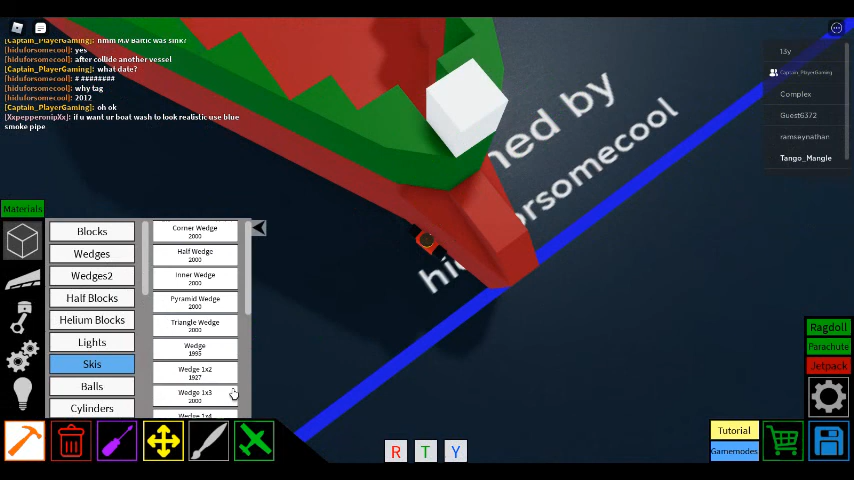 [Captain_PlayerGaming]: hmm M.V Baltic was sink?
[hiduforsomecool]: yes
[hiduforsomecool]: after collide another vessel
[Captain_PlayerGaming]: what date?
[hiduforsomecool]: # ########
[hiduforsomecool]: why tag
[hiduforsomecool]: 2012
[Captain_PlayerGaming]: oh ok
[XxpepperonipXx]: if u want ur boat wash to look realistic use blue
smoke pipe
13y
Captain_PlayerGaming
Complex
Guest6372
ramseynathan
Tango_Mangle
ned by
hiduforsomecool
Materials
Blocks
Wedges
Wedges2
Half Blocks
Helium Blocks
Lights
Skis
Balls
Cylinders
Corner Wedge
2000
Half Wedge
2000
Inner Wedge
2000
Pyramid Wedge
2000
Triangle Wedge
2000
Wedge
1995
Wedge 1x2
1927
Wedge 1x3
2000
Wedge 1x4
Ragdoll
Parachute
Jetpack
Tutorial
Gamemodes
R T Y